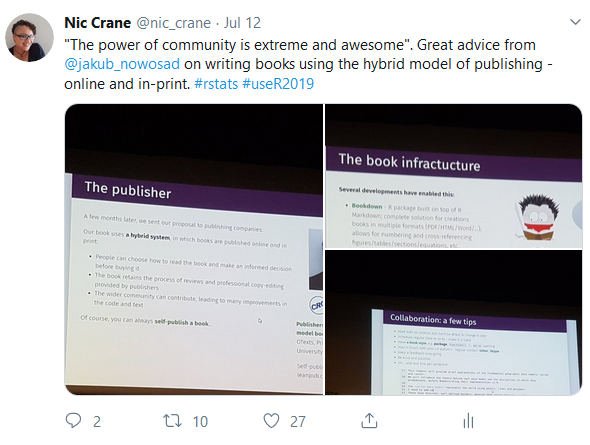 Nic Crane @nic_crane · Jul 12
"The power of community is extreme and awesome". Great advice from
@jakub_nowosad on writing books using the hybrid model of publishing -
online and in-print. #rstats #useR2019
The publisher
A few months later, we sent our proposal to publishing companies.
Our book uses a hybrid system, in which books are published online and in
print:
• People can choose how to read the book and make an informed decision
before buying it
• The book retains the process of reviews and professional copy-editing
provided by publishers
• The wider community can contribute, leading to many improvements in
the code and text
Of course, you can always self-publish a book...
CRC
Publisher
model bo
OTexts, Pr
University
Self-publi
leanpub.c
The book infractucture
Several developments have enabled this:
• Bookdown - R package built on top of R
Markdown; complete solution for creations
books in multiple formats (PDF/HTML/Word/...),
allows for numbering and cross-referencing
figures/tables/sections/equations, etc
Collaboration: a few tips
2
10
27